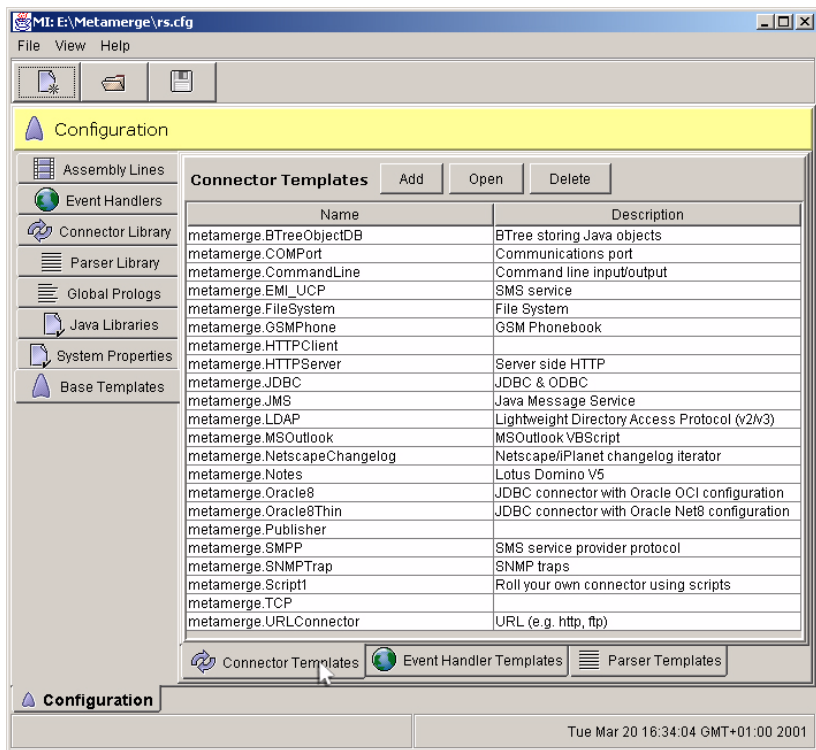 MI: E:\Metamerge\rs.cfg
File View Help
Configuration
Assembly Lines
Event Handlers
Connector Library
Parser Library
Global Prologs
Java Libraries
System Properties
Base Templates
Connector Templates Add Open Delete
Name Description
metamerge.BTreeObjectDB BTree storing Java objects
metamerge.COMPort Communications port
metamerge.CommandLine Command line input/output
metamerge.EMI_UCP SMS service
metamerge.FileSystem File System
metamerge.GSMPhone GSM Phonebook
metamerge.HTTPClient
metamerge.HTTPServer Server side HTTP
metamerge.JDBC JDBC & ODBC
metamerge.JMS Java Message Service
metamerge.LDAP Lightweight Directory Access Protocol (v2/v3)
metamerge.MSOutlook MSOutlook VBScript
metamerge.NetscapeChangelog Netscape/iPlanet changelog iterator
metamerge.Notes Lotus Domino V5
metamerge.Oracle8 JDBC connector with Oracle OCI configuration
metamerge.Oracle8Thin JDBC connector with Oracle Net8 configuration
metamerge.Publisher
metamerge.SMPP SMS service provider protocol
metamerge.SNMPTrap SNMP traps
metamerge.Script1 Roll your own connector using scripts
metamerge.TCP
metamerge.URLConnector URL (e.g. http, ftp)
Connector Templates Event Handler Templates Parser Templates
Configuration
Tue Mar 20 16:34:04 GMT+01:00 2001